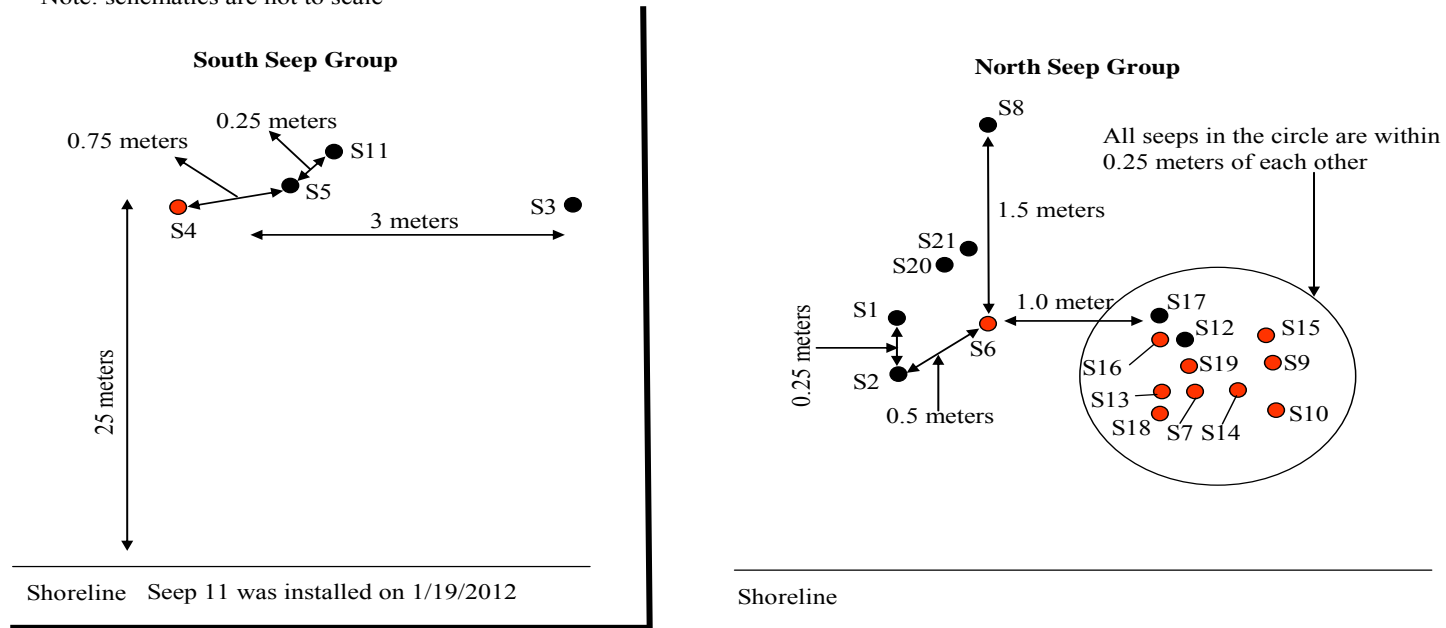 Note: schematics are not to scale
South Seep Group
0.25 meters
0.75 meters
S11
S5
S4
S3
3 meters
25 meters
Shoreline Seep 11 was installed on 1/19/2012
North Seep Group
S8
All seeps in the circle are within
0.25 meters of each other
1.5 meters
S21
S20
1.0 meter
S17
S1
S12
S15
S6
0.25 meters
S16
S19
S9
S2
S13
0.5 meters
S18
S7
S14
S10
Shoreline